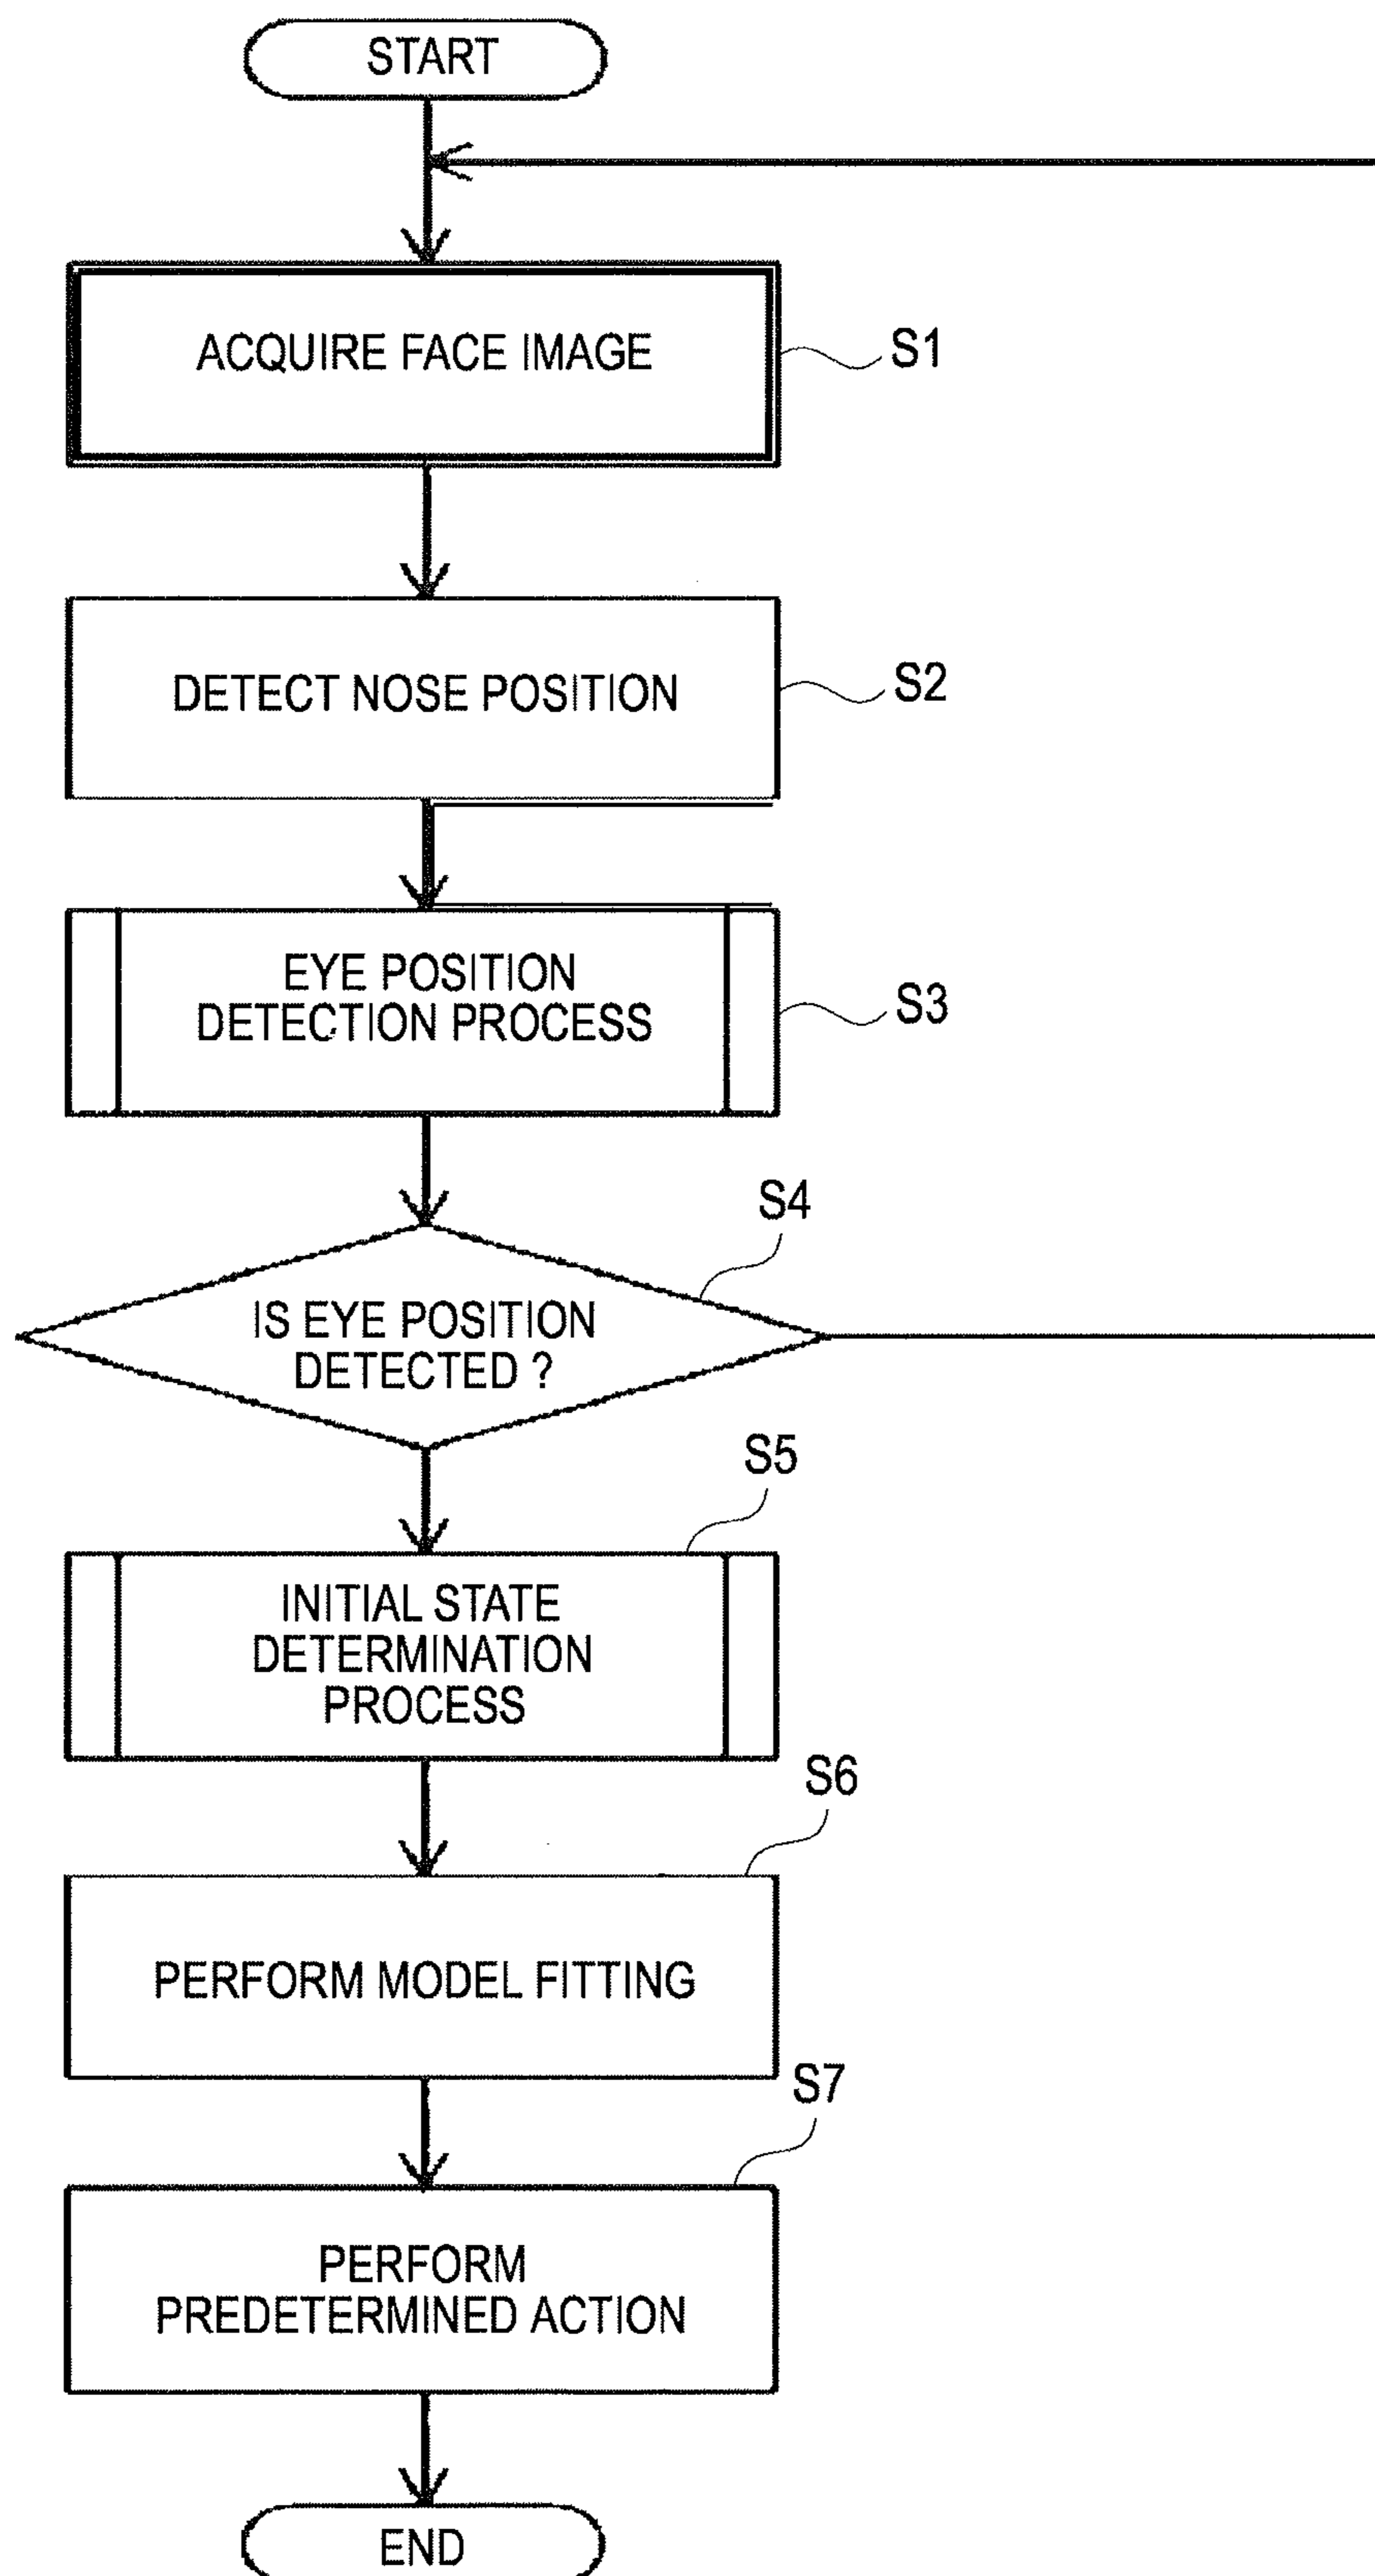 START
ACQUIRE FACE IMAGE
S1
DETECT NOSE POSITION
S2
EYE POSITION
DETECTION PROCESS
S3
S4
IS EYE POSITION
DETECTED ?
S5
INITIAL STATE
DETERMINATION
PROCESS
S6
PERFORM MODEL FITTING
S7
PERFORM
PREDETERMINED ACTION
END